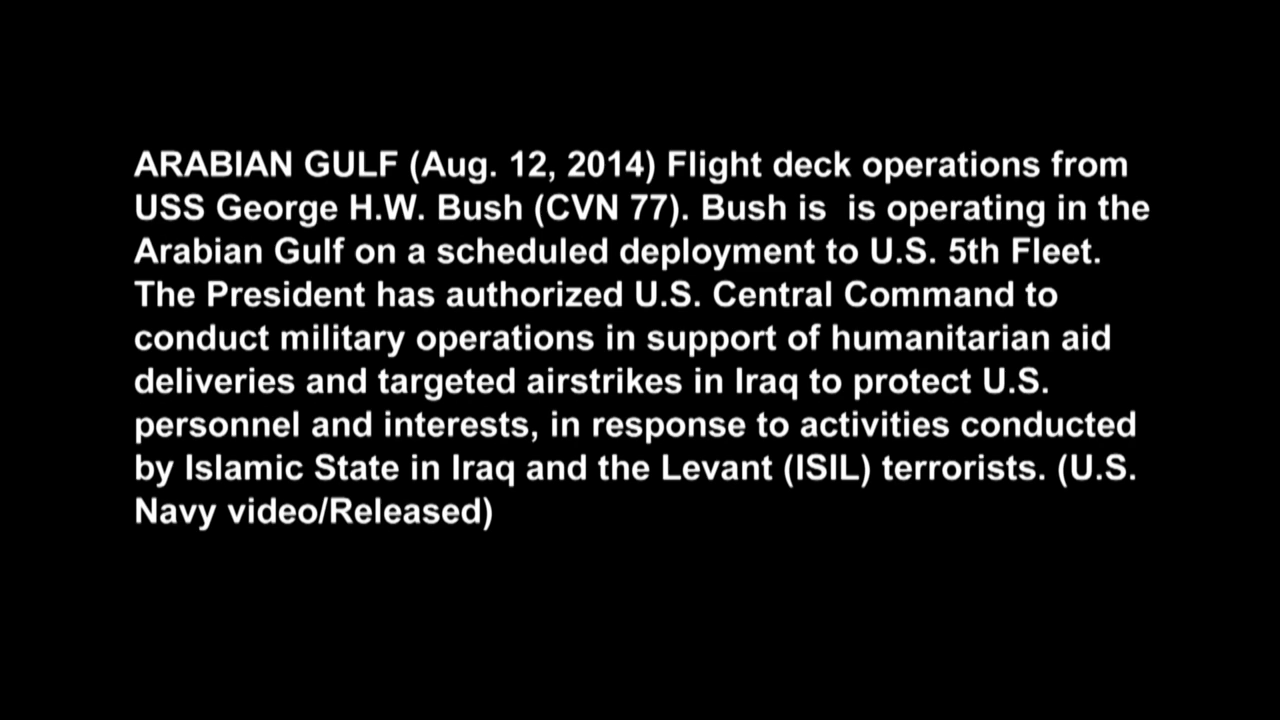 ARABIAN GULF (Aug. 12, 2014) Flight deck operations from
USS George H.W. Bush (CVN 77). Bush is  is operating in the
Arabian Gulf on a scheduled deployment to U.S. 5th Fleet.
The President has authorized U.S. Central Command to
conduct military operations in support of humanitarian aid
deliveries and targeted airstrikes in Iraq to protect U.S.
personnel and interests, in response to activities conducted
by Islamic State in Iraq and the Levant (ISIL) terrorists. (U.S.
Navy video/Released)